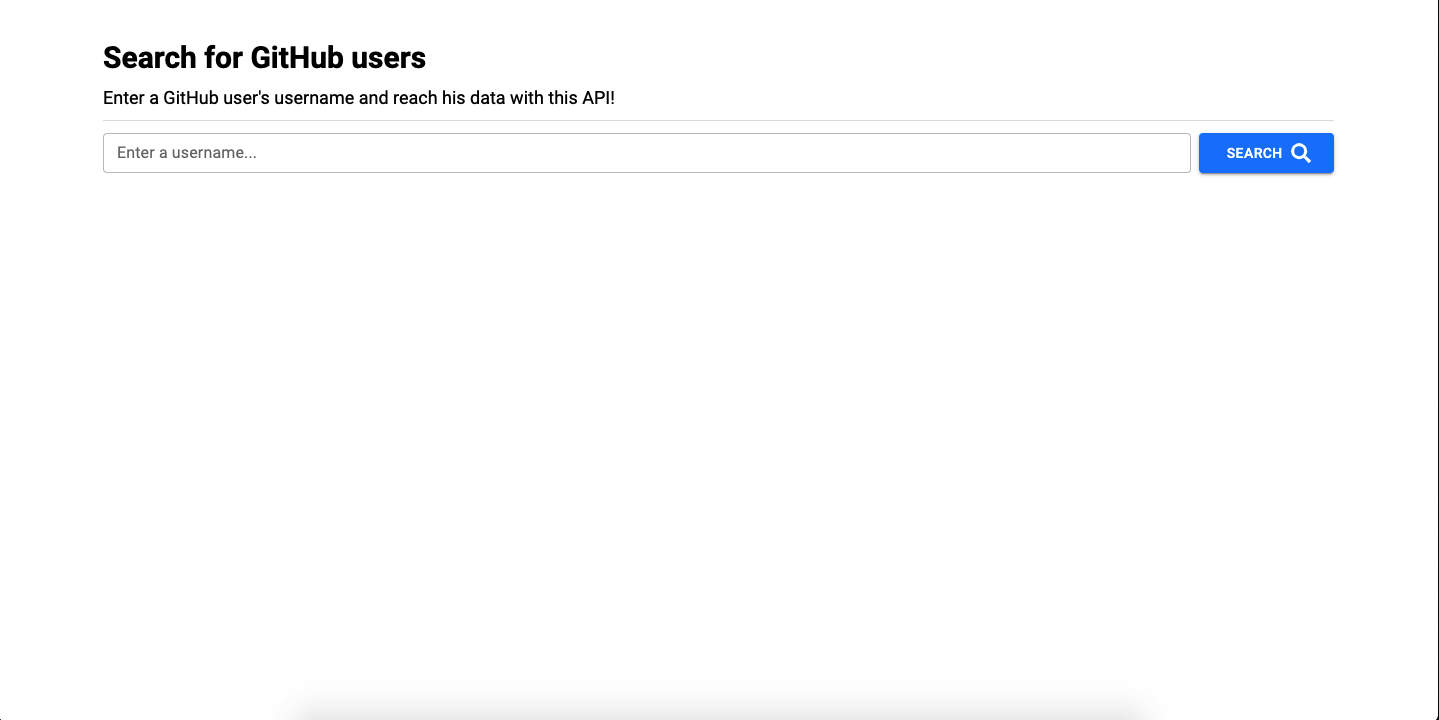 Search for GitHub users
Enter a GitHub user's username and reach his data with this API!
Enter a username...
SEARCH